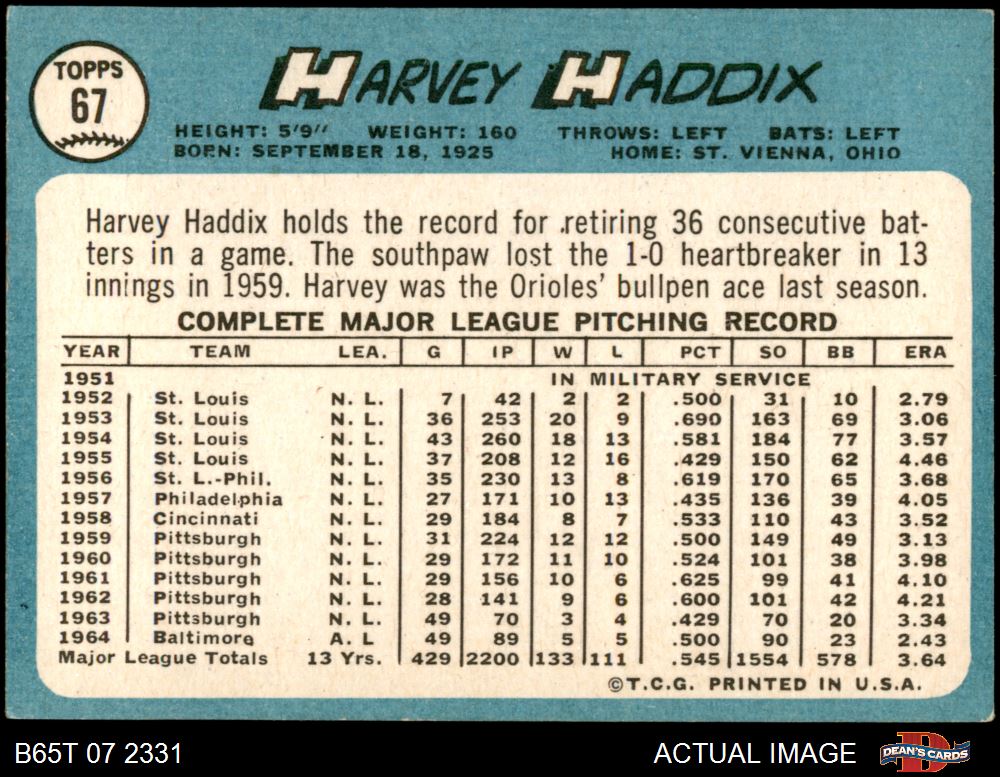 TOPPS
67
HARVEY HADDIX
HEIGHT: 5'9" WEIGHT: 160 THROWS: LEFT BATS: LEFT
BORN: SEPTEMBER 18, 1925 HOME: ST. VIENNA, OHIO
Harvey Haddix holds the record for retiring 36 consecutive bat-
ters in a game. The southpaw lost the 1-0 heartbreaker in 13
innings in 1959. Harvey was the Orioles' bullpen ace last season.
COMPLETE MAJOR LEAGUE PITCHING RECORD
YEAR TEAM LEA. G IP W L PCT SO BB ERA
1951 IN MILITARY SERVICE
1952 St. Louis N. L. 7 42 2 2 .500 31 10 2.79
1953 St. Louis N. L. 36 253 20 9 .690 163 69 3.06
1954 St. Louis N. L. 43 260 18 13 .581 184 77 3.57
1955 St. Louis N. L. 37 208 12 16 .429 150 62 4.46
1956 St. L.-Phil. N. L. 35 230 13 8 .619 170 65 3.68
1957 Philadelphia N. L. 27 171 10 13 .435 136 39 4.05
1958 Cincinnati N. L. 29 184 8 7 .533 110 43 3.52
1959 Pittsburgh N. L. 31 224 12 12 .500 149 49 3.13
1960 Pittsburgh N. L. 29 172 11 10 .524 101 38 3.98
1961 Pittsburgh N. L. 29 156 10 6 .625 99 41 4.10
1962 Pittsburgh N. L. 28 141 9 6 .600 101 42 4.21
1963 Pittsburgh N. L. 49 70 3 4 .429 70 20 3.34
1964 Baltimore A. L 49 89 5 5 .500 90 23 2.43
Major League Totals 13 Yrs. 429 2200 133 111 .545 1554 578 3.64
©T.C.G. PRINTED IN U.S.A.
B65T 07 2331 ACTUAL IMAGE DEAN'S CARDS